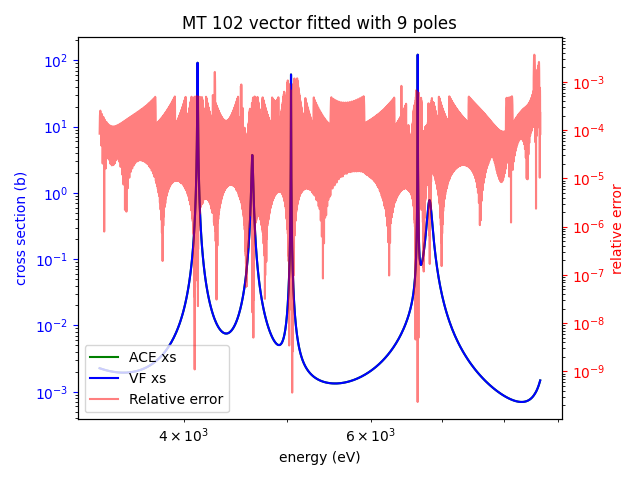 MT 102 vector fitted with 9 poles
cross section (b)
10²
10¹
10⁰
10⁻¹
10⁻²
10⁻³
10⁻³
10⁻⁴
10⁻⁵
10⁻⁶
10⁻⁷
10⁻⁸
10⁻⁹
relative error
ACE xs
VF xs
Relative error
4 × 10³
6 × 10³
energy (eV)